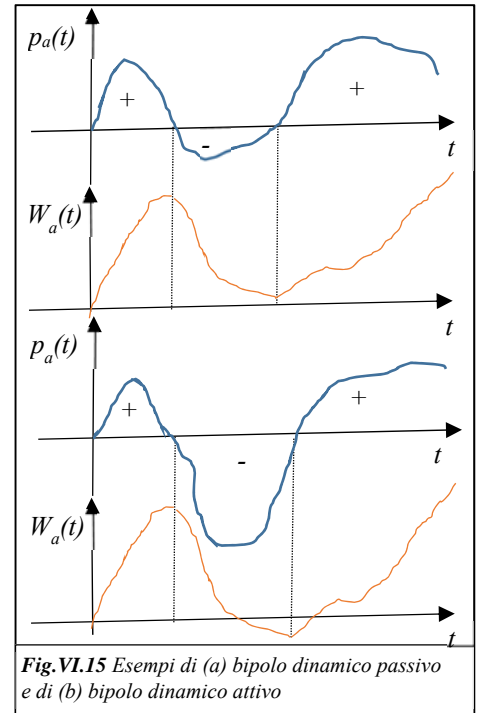 pₐ(t)
+
-
+
t
Wₐ(t)
t
pₐ(t)
+
-
+
t
Wₐ(t)
t
Fig.VI.15 Esempi di (a) bipolo dinamico passivo
e di (b) bipolo dinamico attivo